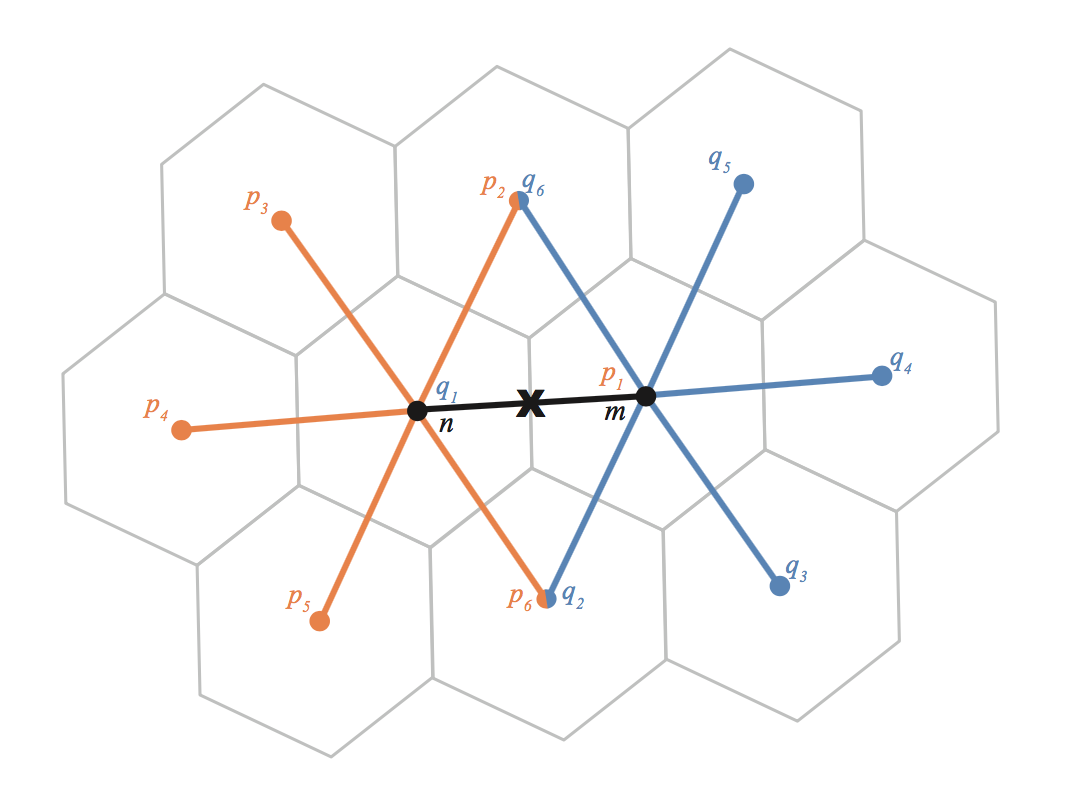 q₅
p₂ q₆
p₃
q₄
p₁
q₁
m
p₄
n
q₃
p₅
p₆ q₂